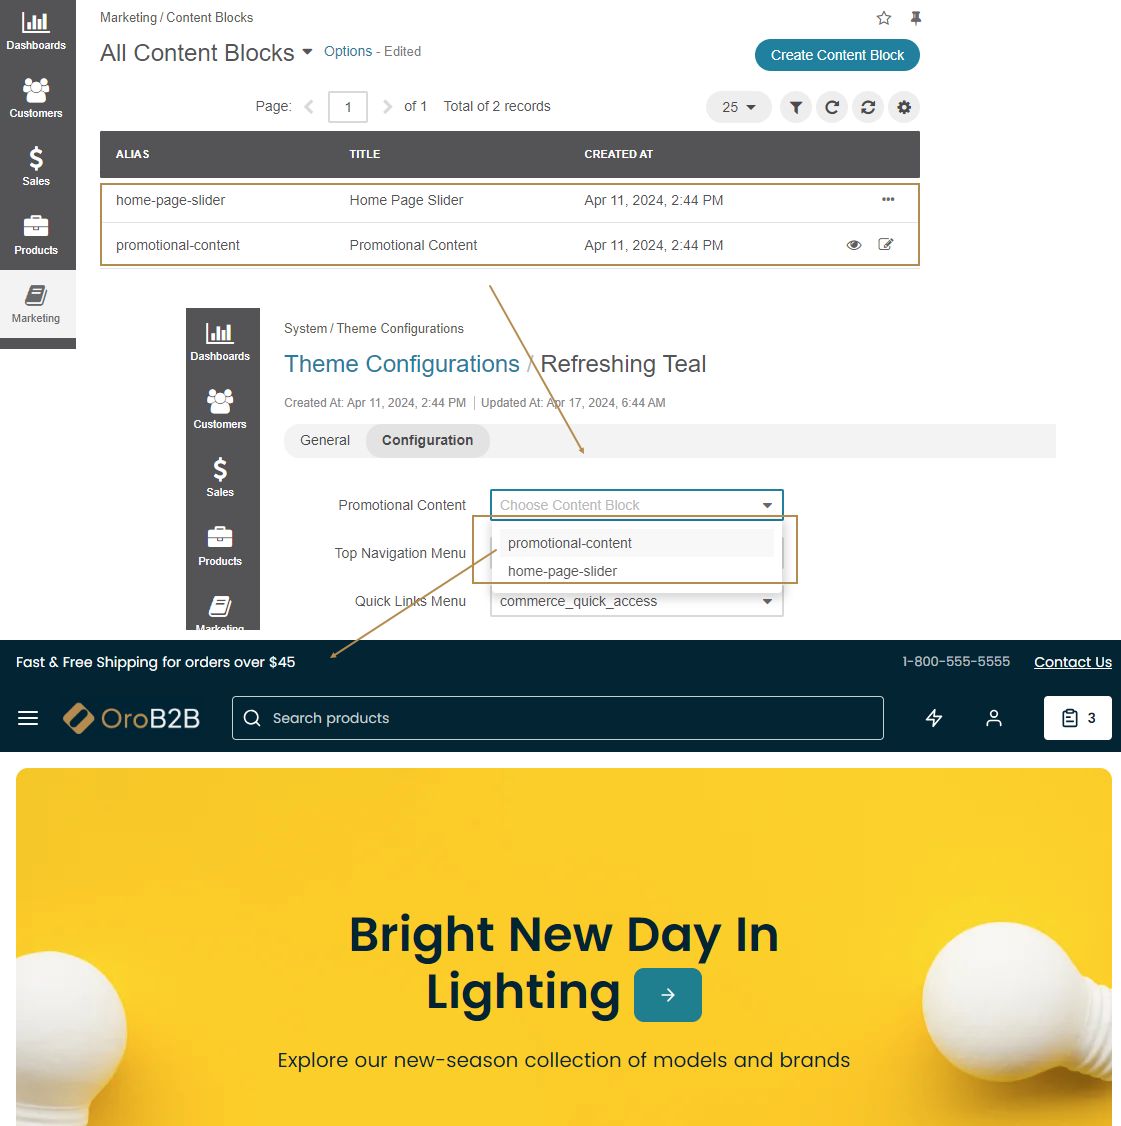 Dashboards
Customers
Sales
Products
Marketing
Marketing / Content Blocks
All Content Blocks Options - Edited
Create Content Block
Page: 1 of 1 Total of 2 records 25
ALIAS TITLE CREATED AT
home-page-slider Home Page Slider Apr 11, 2024, 2:44 PM
promotional-content Promotional Content Apr 11, 2024, 2:44 PM
Dashboards
Customers
Sales
Products
Marketing
System / Theme Configurations
Theme Configurations / Refreshing Teal
Created At: Apr 11, 2024, 2:44 PM Updated At: Apr 17, 2024, 6:44 AM
General Configuration
Promotional Content Choose Content Block
promotional-content
Top Navigation Menu
home-page-slider
Quick Links Menu commerce_quick_access
Fast & Free Shipping for orders over $45 1-800-555-5555 Contact Us
OroB2B Search products 3
Bright New Day In
Lighting
Explore our new-season collection of models and brands